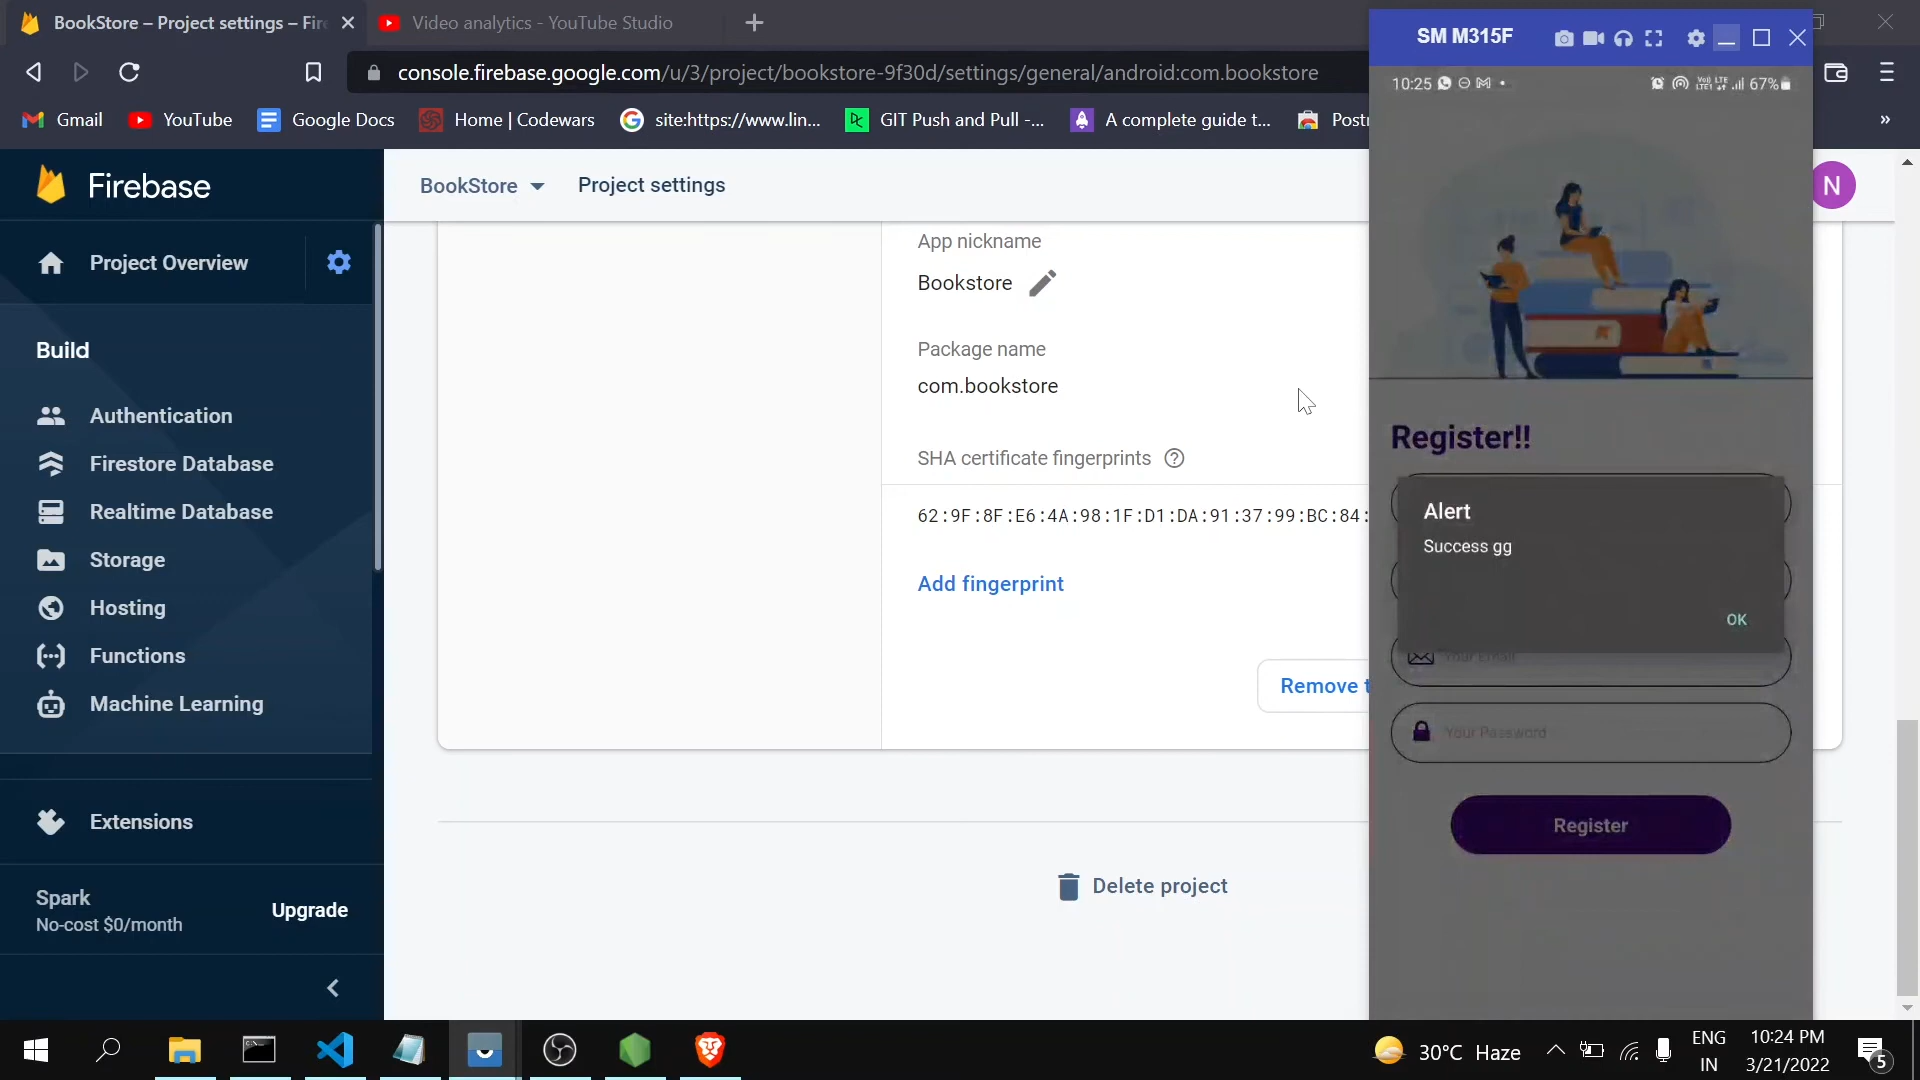 BookStore – Project settings – Fire
Video analytics - YouTube Studio
console.firebase.google.com/u/3/project/bookstore-9f30d/settings/general/android:com.bookstore
Gmail
YouTube
Google Docs
Home | Codewars
site:https://www.lin...
GIT Push and Pull -...
A complete guide t...
»
Firebase
BookStore
Project settings
N
Project Overview
Build
Authentication
Firestore Database
Realtime Database
Storage
Hosting
Functions
Machine Learning
Extensions
Spark
No-cost $0/month
Upgrade
App nickname
Bookstore
Package name
com.bookstore
SHA certificate fingerprints
62:9F:8F:E6:4A:98:1F:D1:DA:91:37:99:BC:84:
Add fingerprint
Remove t
Delete project
SM M315F
10:25
67%
Register!!
Alert
Success gg
OK
Your Email
Your Password
Register
30°C Haze
ENG
IN
10:24 PM
3/21/2022
5